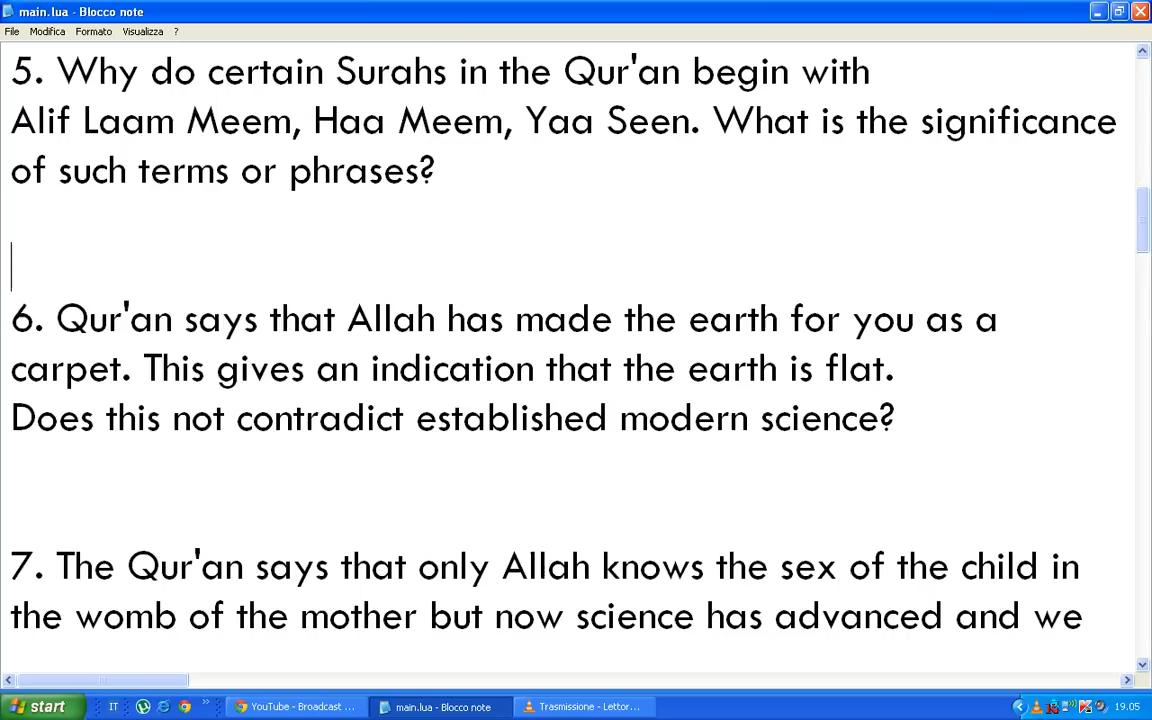 main.lua - Blocco note
File Modifica Formato Visualizza ?
5. Why do certain Surahs in the Qur'an begin with
Alif Laam Meem, Haa Meem, Yaa Seen. What is the significance
of such terms or phrases?
6. Qur'an says that Allah has made the earth for you as a
carpet. This gives an indication that the earth is flat.
Does this not contradict established modern science?
7. The Qur'an says that only Allah knows the sex of the child in
the womb of the mother but now science has advanced and we
start IT » YouTube - Broadcast ... main.lua - Blocco note Trasmissione - Lettor... 19.05